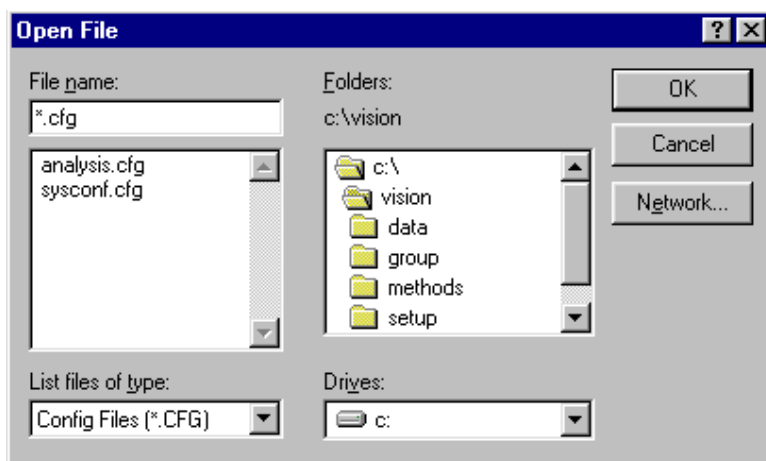 Open File
File name:
*.cfg
analysis.cfg
sysconf.cfg
List files of type:
Config Files (*.CFG)
Folders:
c:\vision
c:\
vision
data
group
methods
setup
Drives:
c:
OK
Cancel
Network...